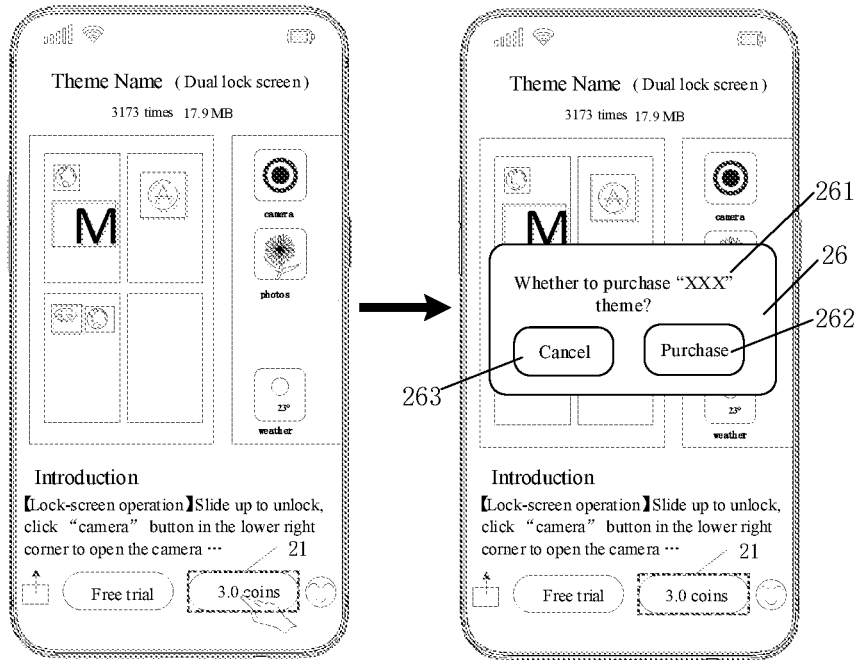 Theme Name (Dual lock screen)
3173 times 17.9 MB
A
M
camera
photos
23°
weather
Introduction
【Lock-screen operation】Slide up to unlock,
click “camera” button in the lower right
corner to open the camera ···
21
Free trial
3.0 coins
Theme Name (Dual lock screen)
3173 times 17.9 MB
A
M
camera
261
Whether to purchase “XXX”
theme?
26
262
Cancel
Purchase
263
23°
weather
Introduction
【Lock-screen operation】Slide up to unlock,
click “camera” button in the lower right
corner to open the camera ···
21
Free trial
3.0 coins